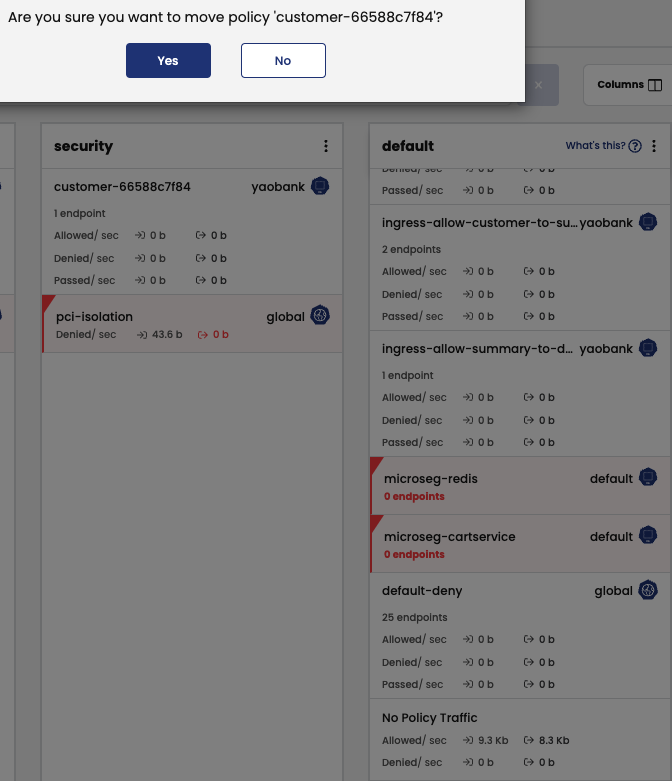 Are you sure you want to move policy 'customer-66588c7f84'?
Yes
No
Columns
security
customer-66588c7f84 yaobank
1 endpoint
Allowed/ sec 0 b 0 b
Denied/ sec 0 b 0 b
Passed/ sec 0 b 0 b
pci-isolation global
Denied/ sec 43.6 b 0 b
default What's this?
Denied/ sec 0 b 0 b
Passed/ sec 0 b 0 b
ingress-allow-customer-to-su... yaobank
2 endpoints
Allowed/ sec 0 b 0 b
Denied/ sec 0 b 0 b
Passed/ sec 0 b 0 b
ingress-allow-summary-to-d... yaobank
1 endpoint
Allowed/ sec 0 b 0 b
Denied/ sec 0 b 0 b
Passed/ sec 0 b 0 b
microseg-redis default
0 endpoints
microseg-cartservice default
0 endpoints
default-deny global
25 endpoints
Allowed/ sec 0 b 0 b
Denied/ sec 0 b 0 b
Passed/ sec 0 b 0 b
No Policy Traffic
Allowed/ sec 9.3 Kb 8.3 Kb
Denied/ sec 0 b 0 b